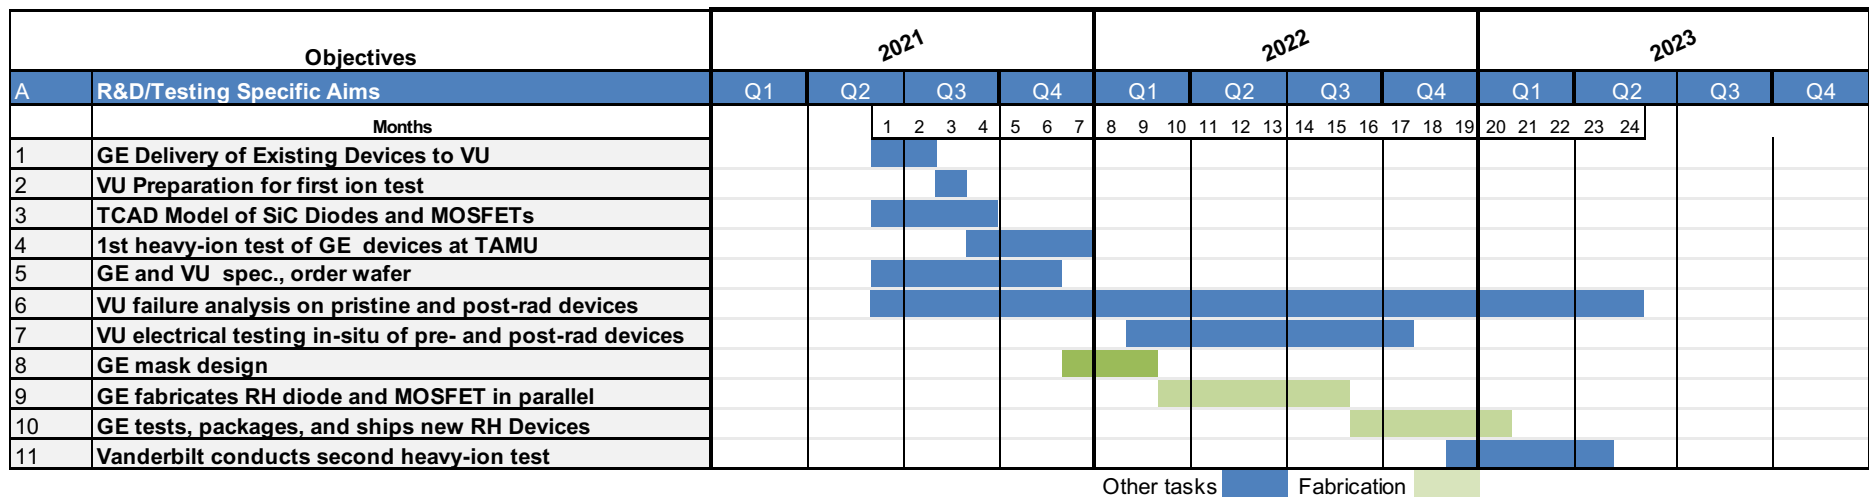 Objectives 2021 2022 2023
A R&D/Testing Specific Aims Q1 Q2 Q3 Q4 Q1 Q2 Q3 Q4 Q1 Q2 Q3 Q4
Months 1 2 3 4 5 6 7 8 9 10 11 12 13 14 15 16 17 18 19 20 21 22 23 24
1 GE Delivery of Existing Devices to VU
2 VU Preparation for first ion test
3 TCAD Model of SiC Diodes and MOSFETs
4 1st heavy-ion test of GE devices at TAMU
5 GE and VU spec., order wafer
6 VU failure analysis on pristine and post-rad devices
7 VU electrical testing in-situ of pre- and post-rad devices
8 GE mask design
9 GE fabricates RH diode and MOSFET in parallel
10 GE tests, packages, and ships new RH Devices
11 Vanderbilt conducts second heavy-ion test
Other tasks Fabrication